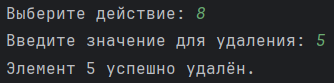 Выберите действие: 8
Введите значение для удаления: 5
Элемент 5 успешно удалён.